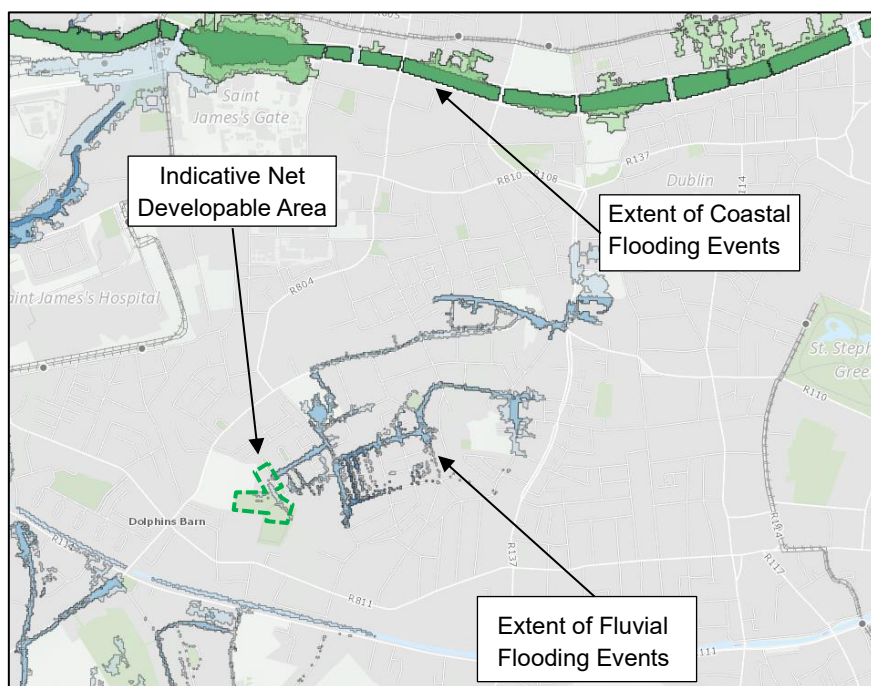 Saint
James's Gate
Indicative Net
Developable Area
R810
R108
R137
Dublin
Extent of Coastal
Flooding Events
Saint James's Hospital
R804
St. Steph
Gree
R110
Dolphins Barn
R137
R117
R811
Extent of Fluvial
Flooding Events